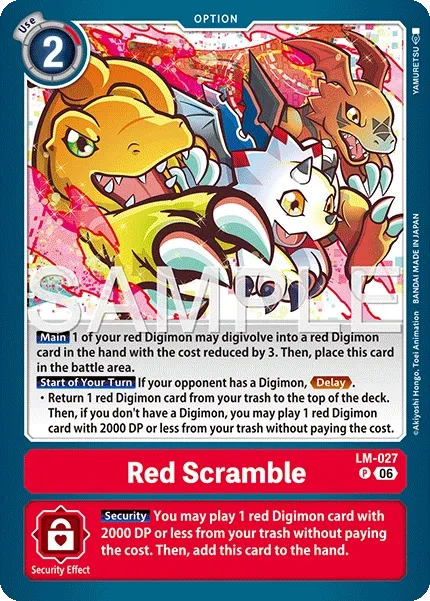 OPTION
Use
2
YAMURETSU
SAMPLE
Main 1 of your red Digimon may digivolve into a red Digimon
card in the hand with the cost reduced by 3. Then, place this card
in the battle area.
Start of Your Turn If your opponent has a Digimon, Delay.
• Return 1 red Digimon card from your trash to the top of the deck.
Then, if you don't have a Digimon, you may play 1 red Digimon
card with 2000 DP or less from your trash without paying the cost.
©Akiyoshi Hongo, Toei Animation BANDAI MADE IN JAPAN
Red Scramble
LM-027
P 06
Security You may play 1 red Digimon card with
2000 DP or less from your trash without paying
the cost. Then, add this card to the hand.
Security Effect